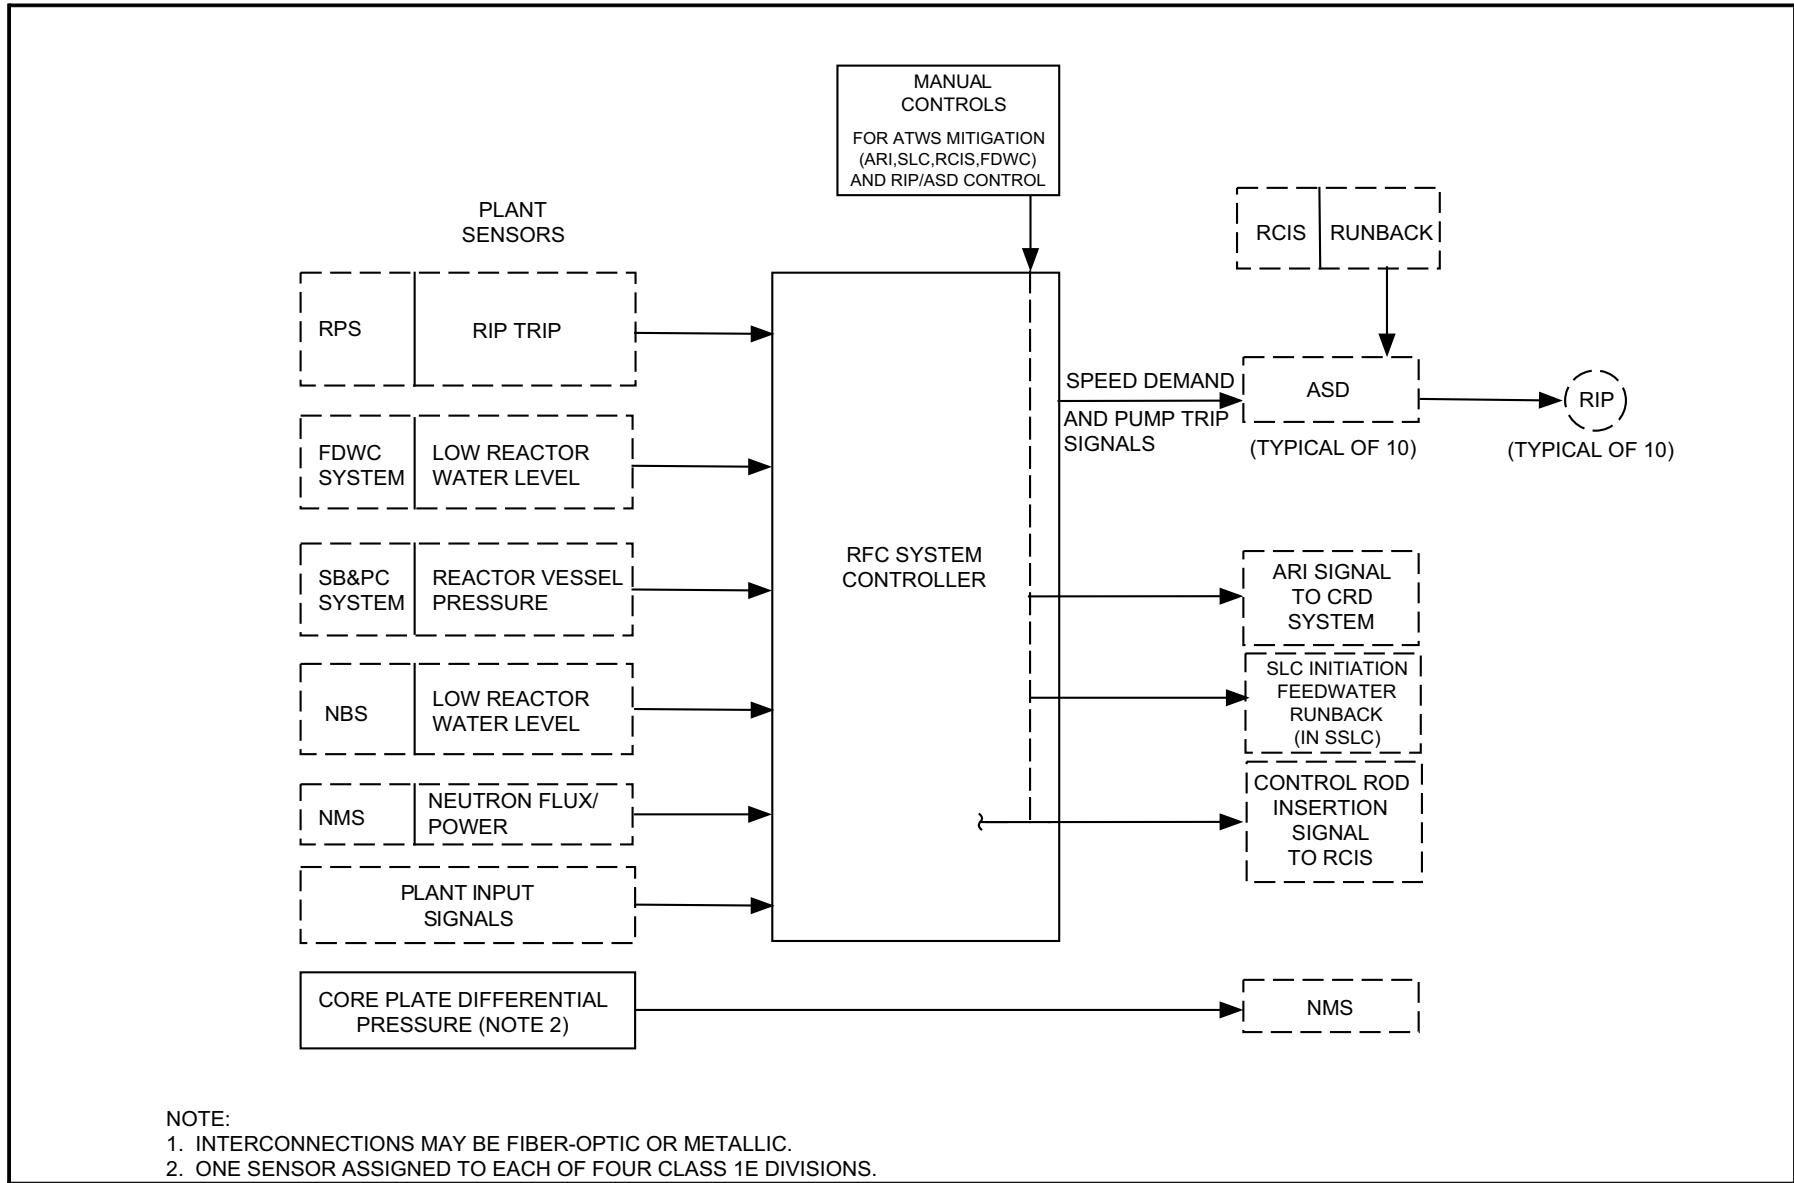 MANUAL
CONTROLS
FOR ATWS MITIGATION
(ARI,SLC,RCIS,FDWC)
AND RIP/ASD CONTROL
PLANT
SENSORS
RPS
RIP TRIP
FDWC
SYSTEM
LOW REACTOR
WATER LEVEL
SB&PC
SYSTEM
REACTOR VESSEL
PRESSURE
NBS
LOW REACTOR
WATER LEVEL
NMS
NEUTRON FLUX/
POWER
PLANT INPUT
SIGNALS
CORE PLATE DIFFERENTIAL
PRESSURE (NOTE 2)
RFC SYSTEM
CONTROLLER
RCIS
RUNBACK
SPEED DEMAND
AND PUMP TRIP
SIGNALS
ASD
(TYPICAL OF 10)
RIP
(TYPICAL OF 10)
ARI SIGNAL
TO CRD
SYSTEM
SLC INITIATION
FEEDWATER
RUNBACK
(IN SSLC)
CONTROL ROD
INSERTION
SIGNAL
TO RCIS
NMS
NOTE:
1. INTERCONNECTIONS MAY BE FIBER-OPTIC OR METALLIC.
2. ONE SENSOR ASSIGNED TO EACH OF FOUR CLASS 1E DIVISIONS.